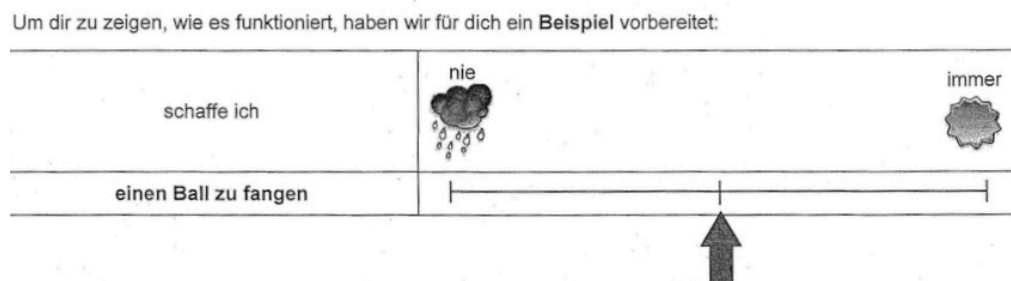 Um dir zu zeigen, wie es funktioniert, haben wir für dich ein Beispiel vorbereitet:
nie
immer
schaffe ich
einen Ball zu fangen